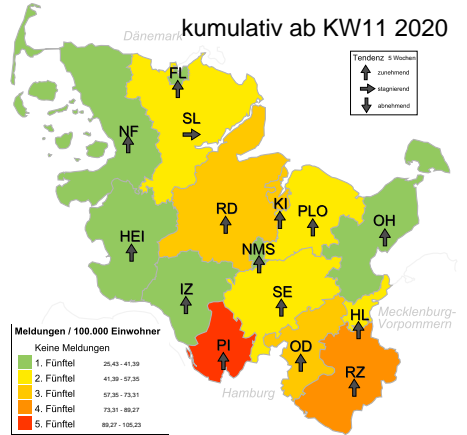 kumulativ ab KW11 2020
Dänemark
Tendenz 5 Wochen
zunehmend
stagnierend
abnehmend
FL
SL
NF
RD
KI
PLO
OH
HEI
NMS
IZ
SE
HL
Mecklenburg-
Vorpommern
PI
OD
RZ
Hamburg
Meldungen / 100.000 Einwohner
Keine Meldungen
1. Fünftel 25,43 - 41,39
2. Fünftel 41,39 - 57,35
3. Fünftel 57,35 - 73,31
4. Fünftel 73,31 - 89,27
5. Fünftel 89,27 - 105,23